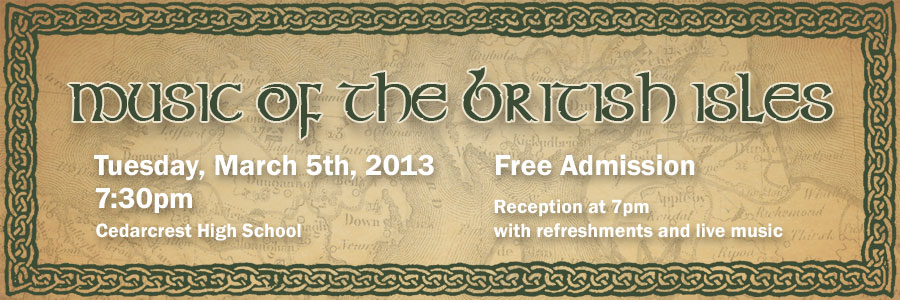 music of the british isles
Tuesday, March 5th, 2013
7:30pm
Cedarcrest High School
Free Admission
Reception at 7pm
with refreshments and live music
Down